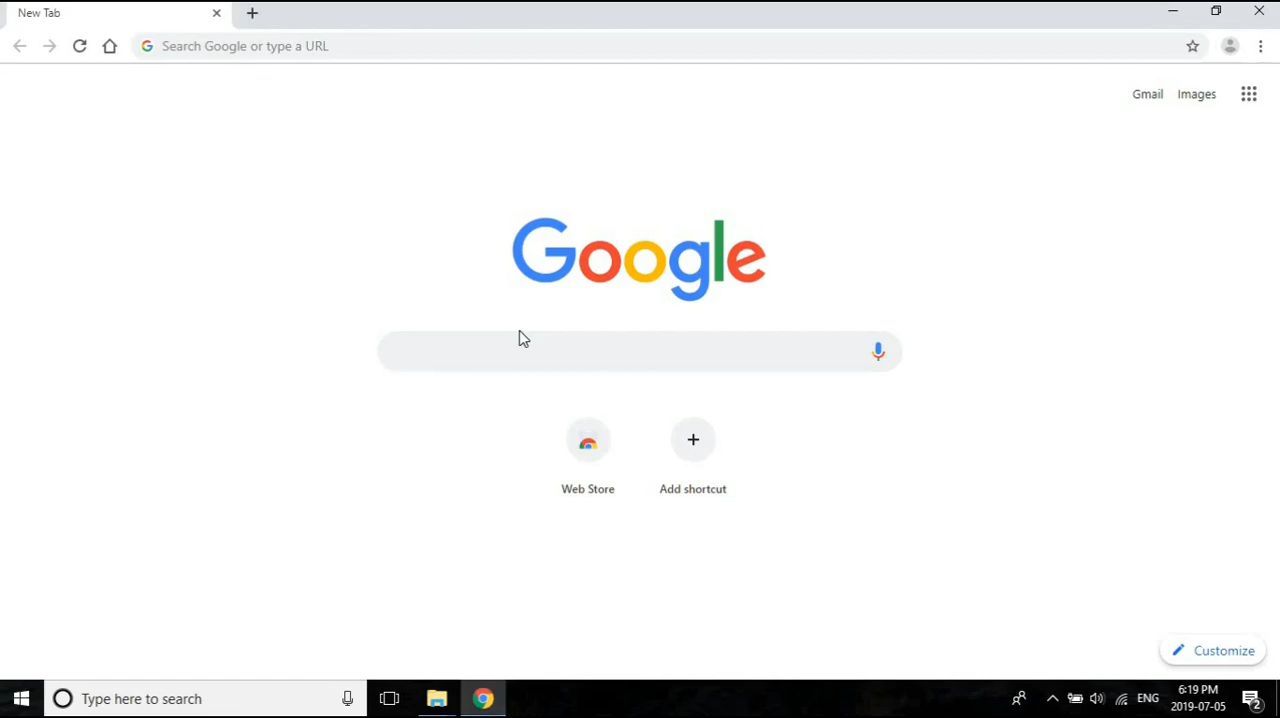 New Tab
Search Google or type a URL
Gmail Images
Google
Web Store Add shortcut
Customize
Type here to search
ENG
6:19 PM
2019-07-05
2